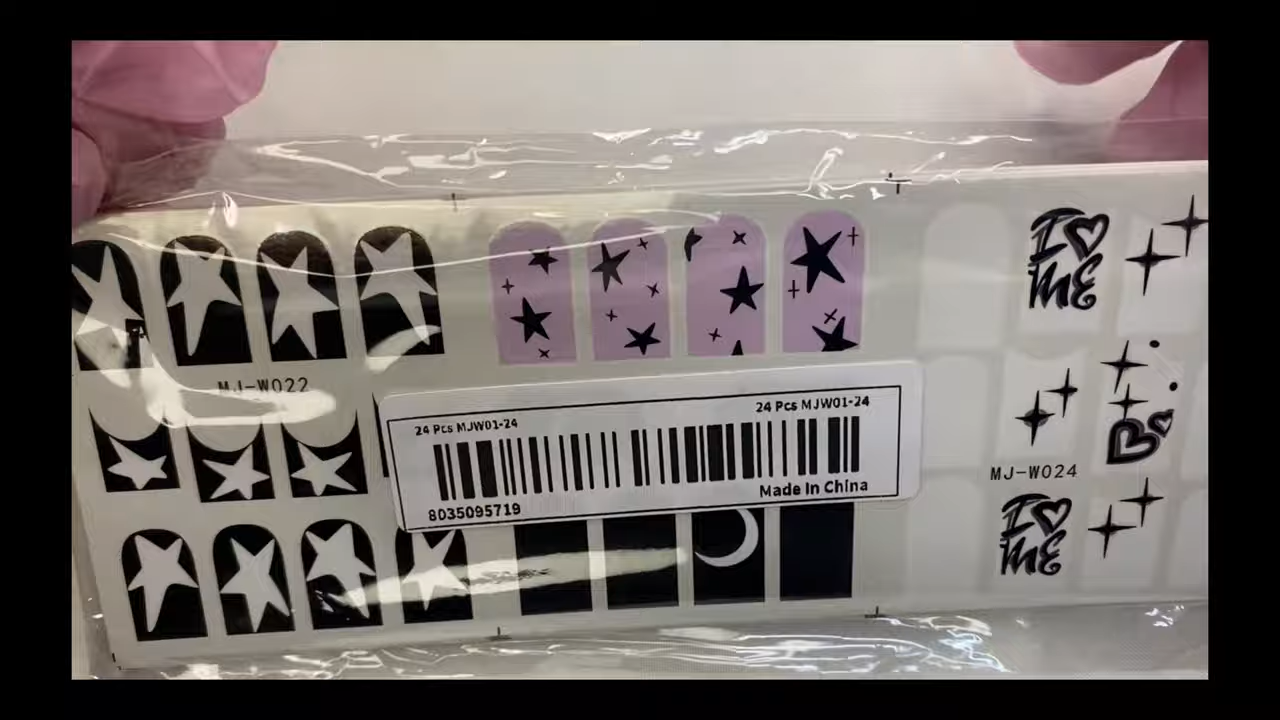 I
ME
MJ-W022
24 Pcs MJW01-24
24 Pcs MJW01-24
Made In China
8035095719
B
MJ-W024
I
ME